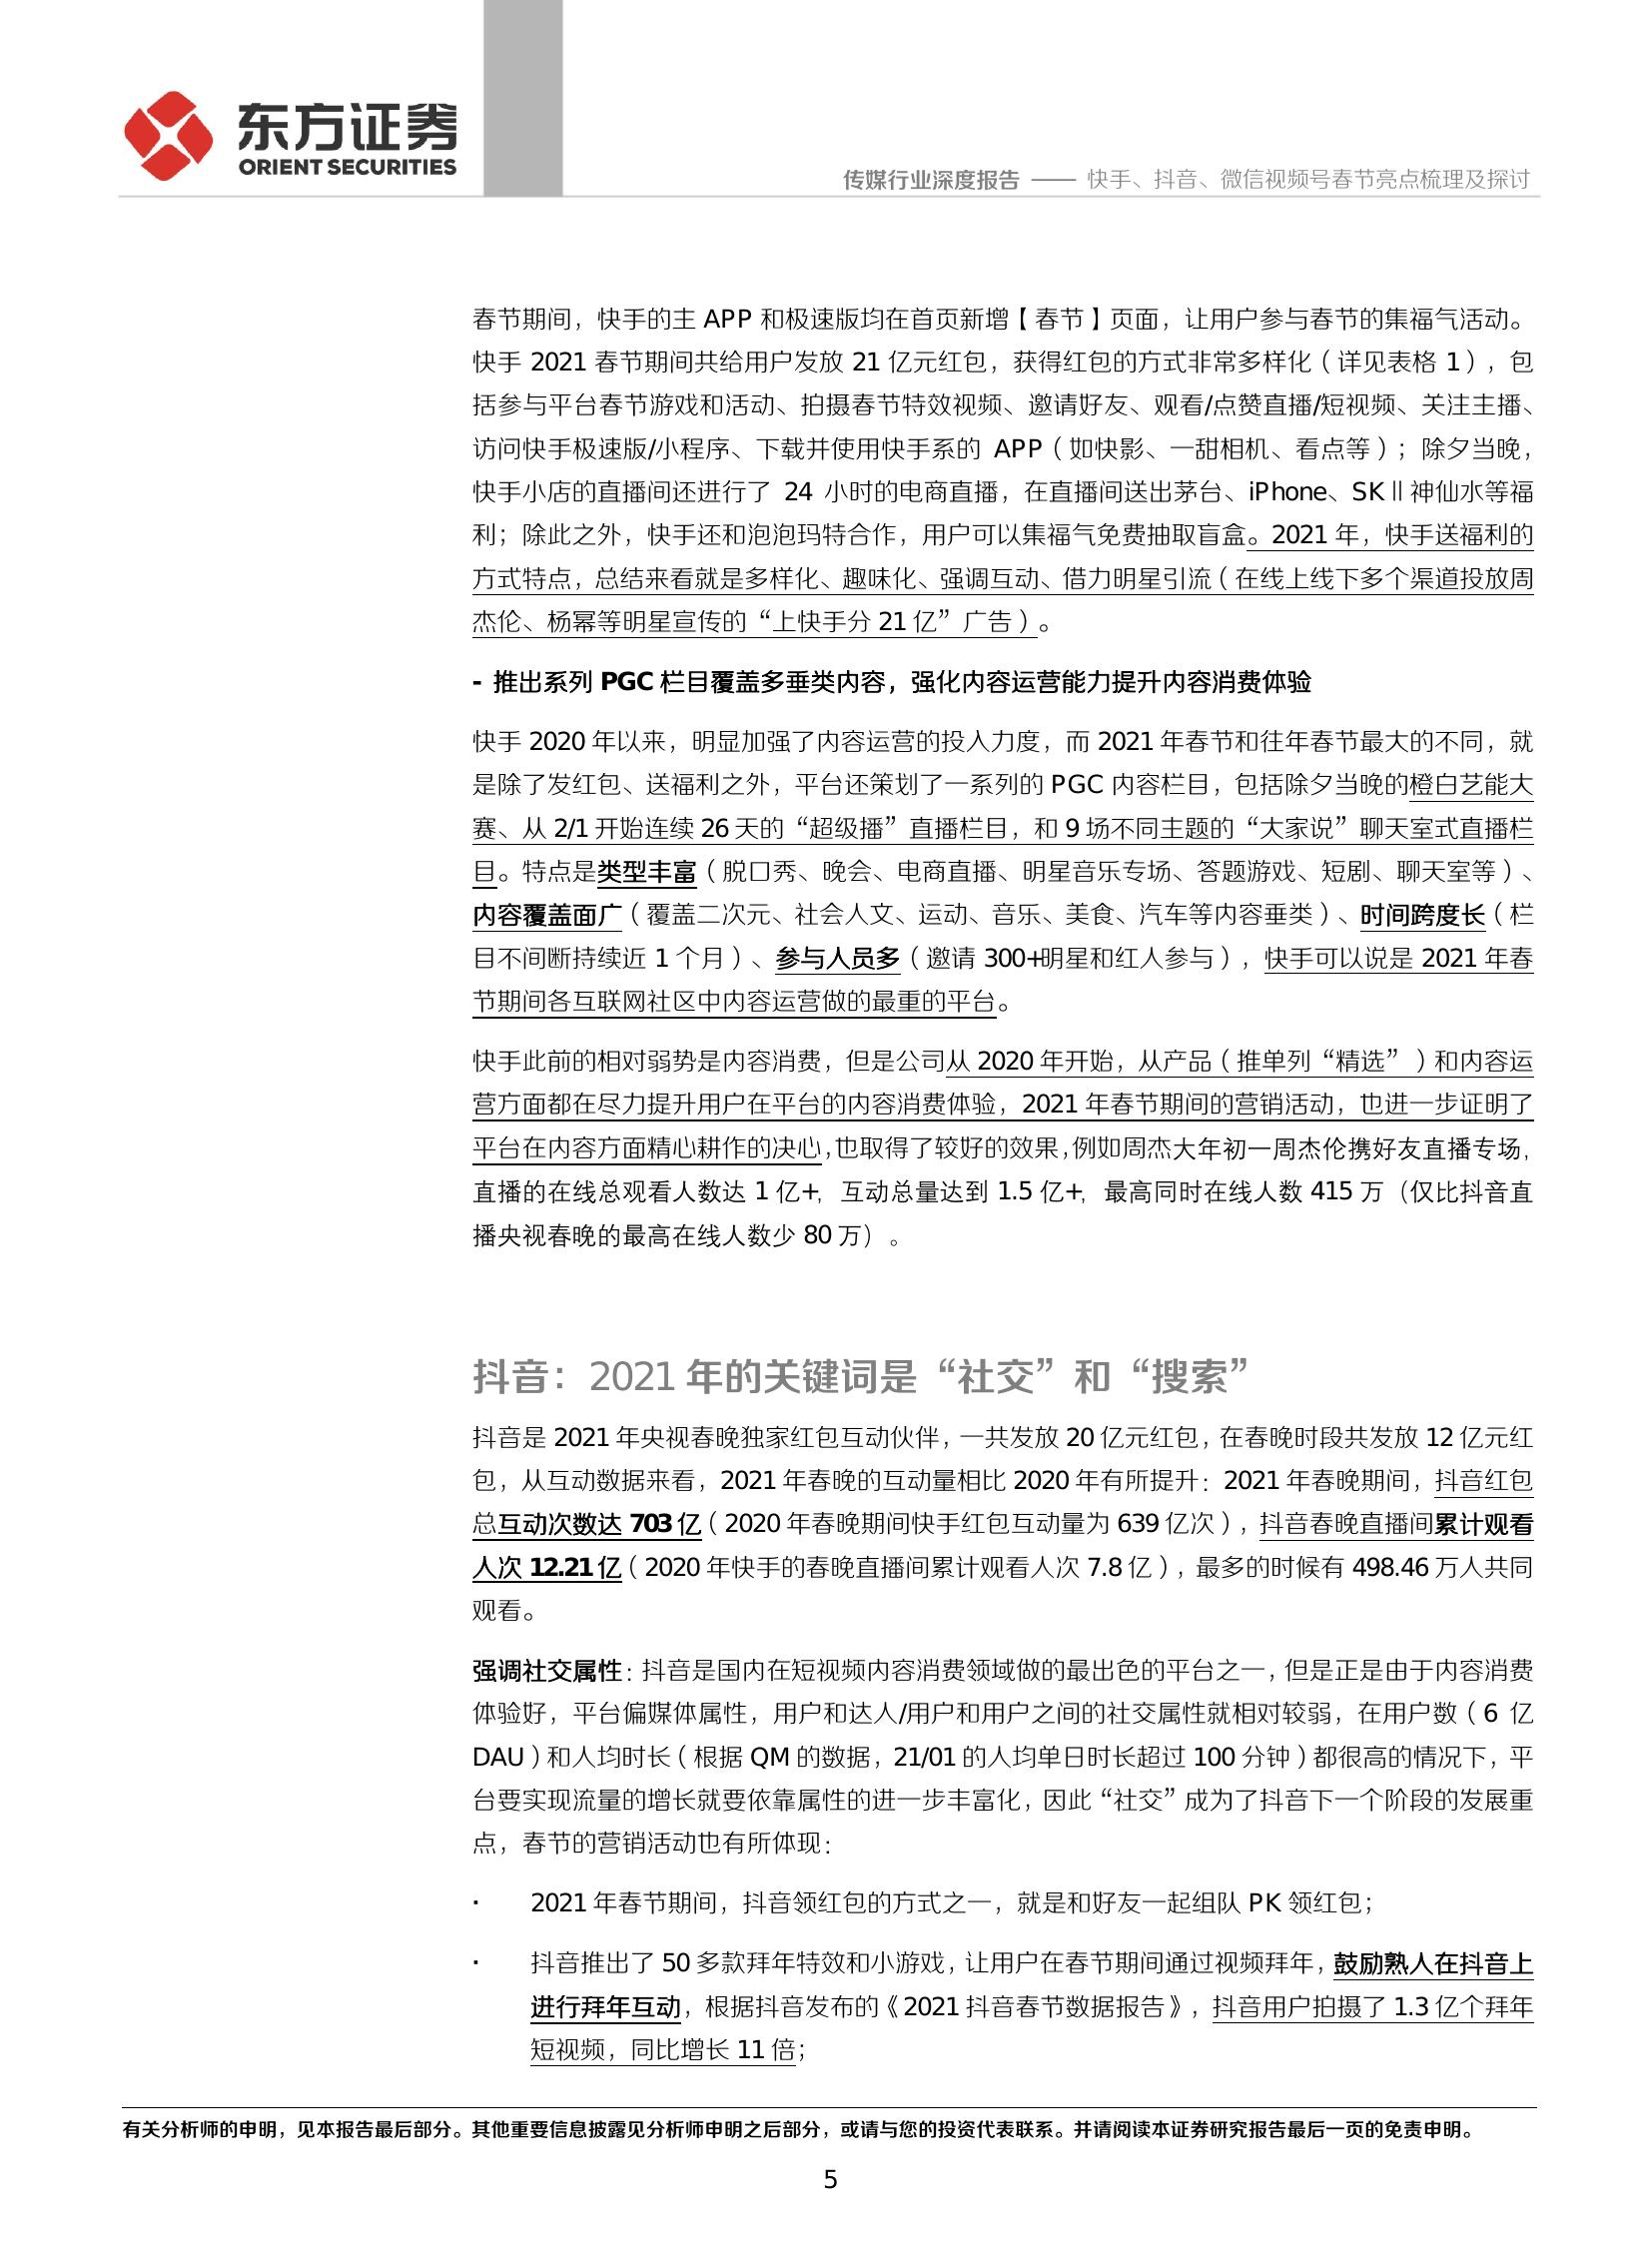 东方证券
ORIENT SECURITIES
传媒行业深度报告 —— 快手、抖音、微信视频号春节亮点梳理及探讨
春节期间，快手的主 APP 和极速版均在首页新增【春节】页面，让用户参与春节的集福气活动。
快手 2021 春节期间共给用户发放 21 亿元红包，获得红包的方式非常多样化（详见表格 1），包
括参与平台春节游戏和活动、拍摄春节特效视频、邀请好友、观看/点赞直播/短视频、关注主播、
访问快手极速版/小程序、下载并使用快手系的 APP（如快影、一甜相机、看点等）；除夕当晚，
快手小店的直播间还进行了 24 小时的电商直播，在直播间送出茅台、iPhone、SKⅡ神仙水等福
利；除此之外，快手还和泡泡玛特合作，用户可以集福气免费抽取盲盒。2021 年，快手送福利的
方式特点，总结来看就是多样化、趣味化、强调互动、借力明星引流（在线上线下多个渠道投放周
杰伦、杨幂等明星宣传的“上快手分 21 亿”广告）。
- 推出系列 PGC 栏目覆盖多垂类内容，强化内容运营能力提升内容消费体验
快手 2020 年以来，明显加强了内容运营的投入力度，而 2021 年春节和往年春节最大的不同，就
是除了发红包、送福利之外，平台还策划了一系列的 PGC 内容栏目，包括除夕当晚的橙白艺能大
赛、从 2/1 开始连续 26 天的“超级播”直播栏目，和 9 场不同主题的“大家说”聊天室式直播栏
目。特点是类型丰富（脱口秀、晚会、电商直播、明星音乐专场、答题游戏、短剧、聊天室等）、
内容覆盖面广（覆盖二次元、社会人文、运动、音乐、美食、汽车等内容垂类）、时间跨度长（栏
目不间断持续近 1 个月）、参与人员多（邀请 300+明星和红人参与），快手可以说是 2021 年春
节期间各互联网社区中内容运营做的最重的平台。
快手此前的相对弱势是内容消费，但是公司从 2020 年开始，从产品（推单列“精选”）和内容运
营方面都在尽力提升用户在平台的内容消费体验，2021 年春节期间的营销活动，也进一步证明了
平台在内容方面精心耕作的决心，也取得了较好的效果，例如周杰大年初一周杰伦携好友直播专场，
直播的在线总观看人数达 1 亿+，互动总量达到 1.5 亿+，最高同时在线人数 415 万（仅比抖音直
播央视春晚的最高在线人数少 80 万）。
抖音：2021 年的关键词是“社交”和“搜索”
抖音是 2021 年央视春晚独家红包互动伙伴，一共发放 20 亿元红包，在春晚时段共发放 12 亿元红
包，从互动数据来看，2021 年春晚的互动量相比 2020 年有所提升：2021 年春晚期间，抖音红包
总互动次数达 703 亿（2020 年春晚期间快手红包互动量为 639 亿次），抖音春晚直播间累计观看
人次 12.21 亿（2020 年快手的春晚直播间累计观看人次 7.8 亿），最多的时候有 498.46 万人共同
观看。
强调社交属性：抖音是国内在短视频内容消费领域做的最出色的平台之一，但是正是由于内容消费
体验好，平台偏媒体属性，用户和达人/用户和用户之间的社交属性就相对较弱，在用户数（6 亿
DAU）和人均时长（根据 QM 的数据，21/01 的人均单日时长超过 100 分钟）都很高的情况下，平
台要实现流量的增长就要依靠属性的进一步丰富化，因此“社交”成为了抖音下一个阶段的发展重
点，春节的营销活动也有所体现：
· 2021 年春节期间，抖音领红包的方式之一，就是和好友一起组队 PK 领红包；
· 抖音推出了 50 多款拜年特效和小游戏，让用户在春节期间通过视频拜年，鼓励熟人在抖音上
进行拜年互动，根据抖音发布的《2021 抖音春节数据报告》，抖音用户拍摄了 1.3 亿个拜年
短视频，同比增长 11 倍；
有关分析师的申明，见本报告最后部分。其他重要信息披露见分析师申明之后部分，或请与您的投资代表联系。并请阅读本证券研究报告最后一页的免责申明。
5